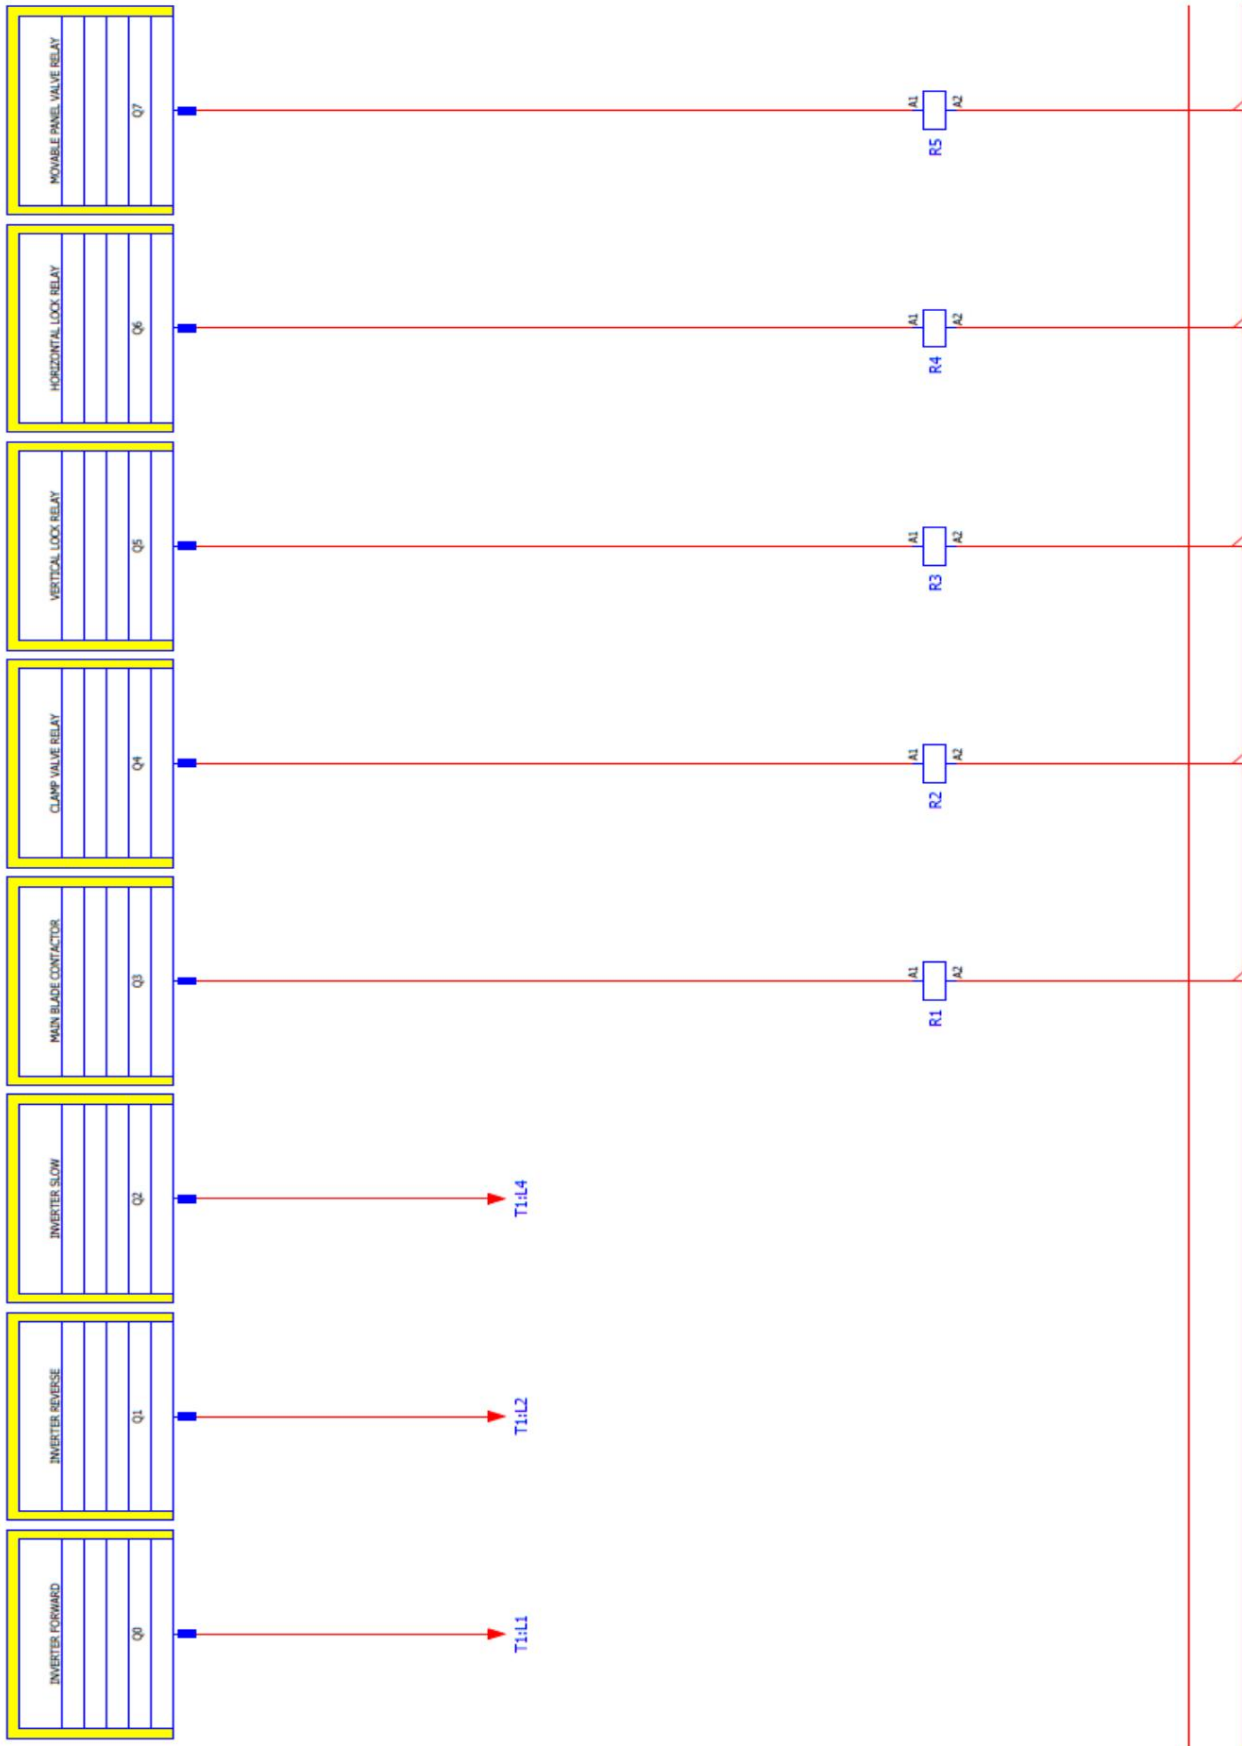 INVERTER FORWARD
Q0
T1:L1
INVERTER REVERSE
Q1
T1:L2
INVERTER SLOW
Q2
T1:L4
MAIN BLADE CONTACTOR
Q3
A1
A2
R1
CLAMP VALVE RELAY
Q4
A1
A2
R2
VERTICAL LOCK RELAY
Q5
A1
A2
R3
HORIZONTAL LOCK RELAY
Q6
A1
A2
R4
MOVABLE PANEL VALVE RELAY
Q7
A1
A2
R5